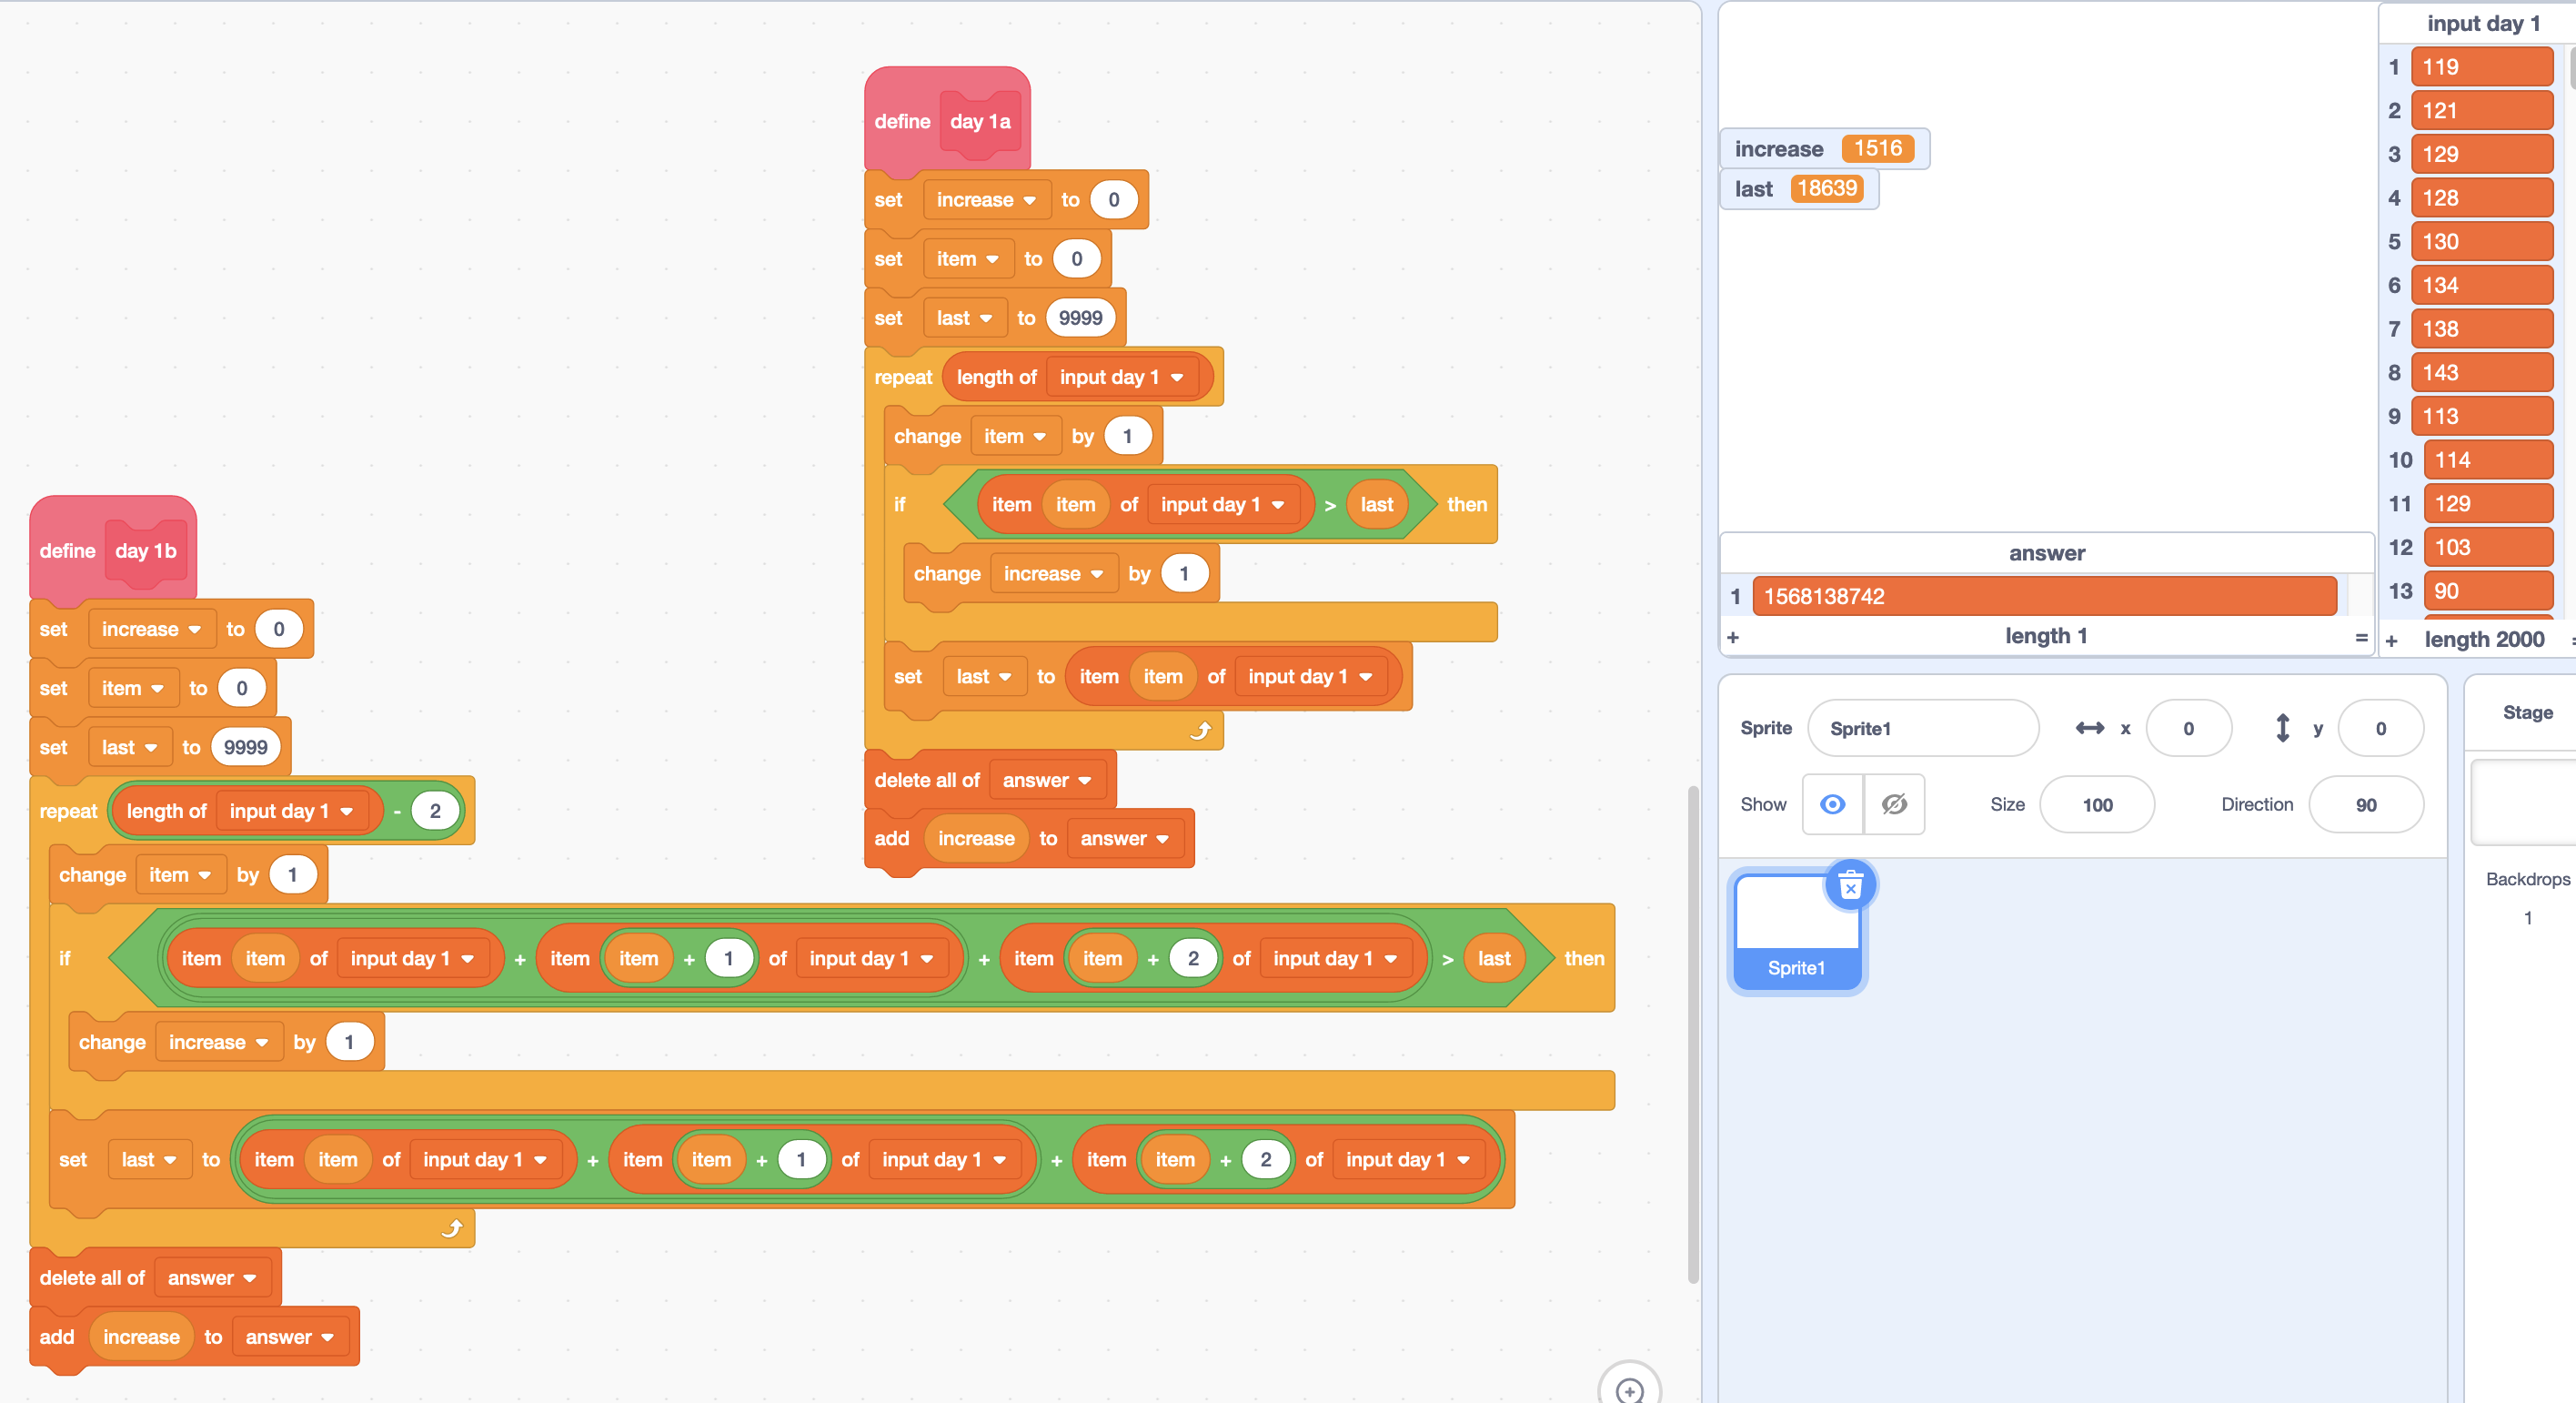 define day 1a
set increase to 0
set item to 0
set last to 9999
repeat length of input day 1
change item by 1
if item item of input day 1 > last then
change increase by 1
set last to item item of input day 1
delete all of answer
add increase to answer
define day 1b
set increase to 0
set item to 0
set last to 9999
repeat length of input day 1 - 2
change item by 1
if item item of input day 1 + item item + 1 of input day 1 + item item + 2 of input day 1 > last then
change increase by 1
set last to item item of input day 1 + item item + 1 of input day 1 + item item + 2 of input day 1
delete all of answer
add increase to answer
increase 1516
last 18639
answer
1 1568138742
+ length 1 =
input day 1
1 119
2 121
3 129
4 128
5 130
6 134
7 138
8 143
9 113
10 114
11 129
12 103
13 90
+ length 2000 =
Sprite Sprite1 x 0 y 0
Show Size 100 Direction 90
Sprite1
Stage
Backdrops
1